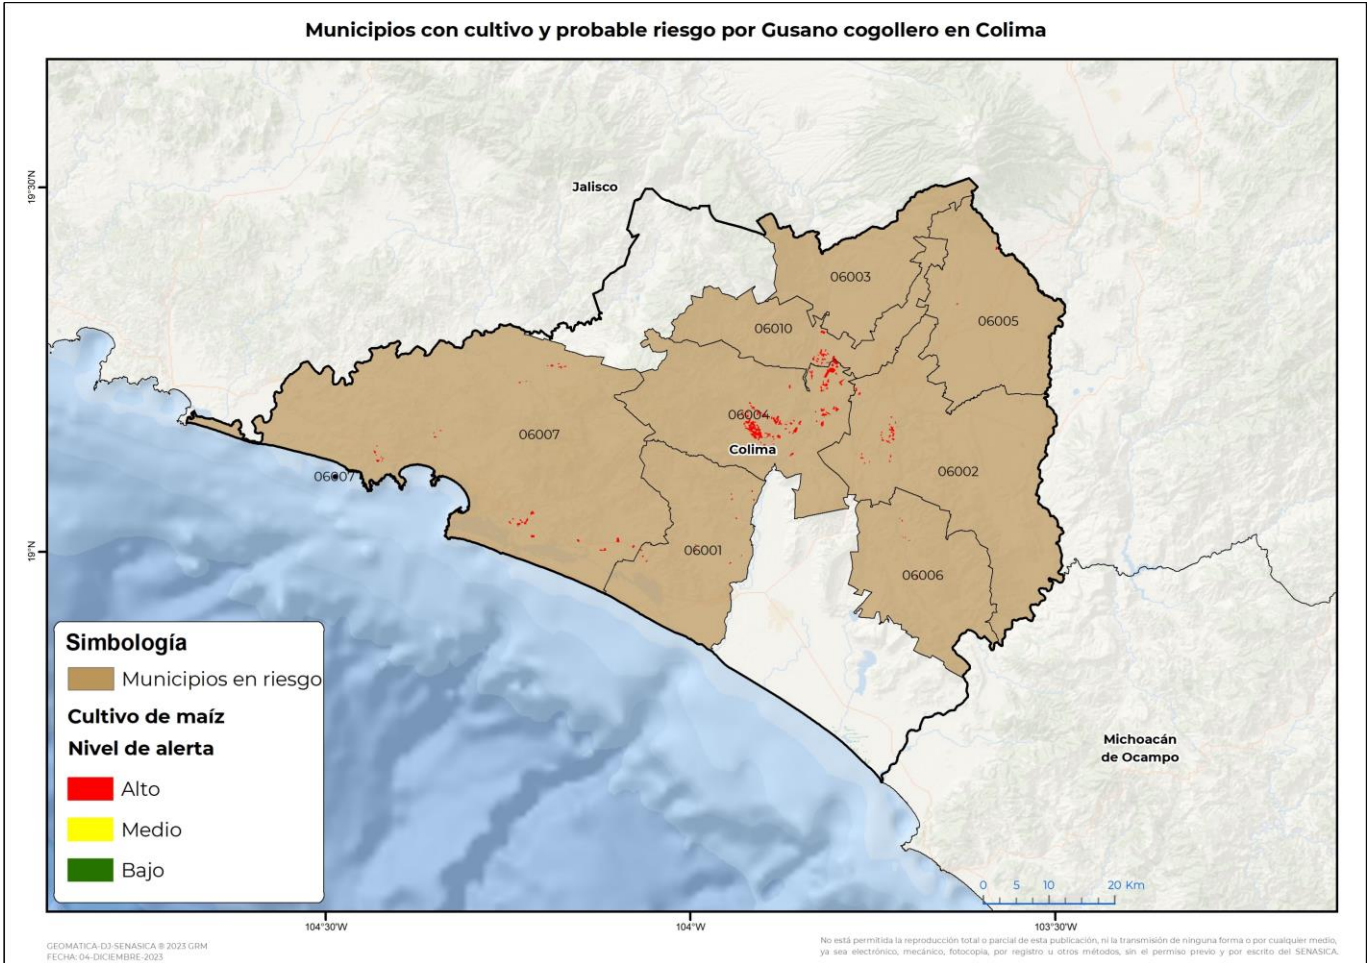 Municipios con cultivo y probable riesgo por Gusano cogollero en Colima
19°30'N
Jalisco
06003
06010
06005
06004
06007
Colima
06002
06007
19°N
06001
06006
Simbología
Municipios en riesgo
Cultivo de maíz
Nivel de alerta
Alto
Medio
Bajo
Michoacán
de Ocampo
0 5 10 20 Km
104°30'W
104°W
103°30'W
GEOMATICA-DJ-SENASICA ® 2023 GRM
FECHA: 04-DICIEMBRE-2023
No está permitida la reproducción total o parcial de esta publicación, ni la transmisión de ninguna forma o por cualquier medio,
ya sea electrónico, mecánico, fotocopia, por registro u otros métodos, sin el permiso previo y por escrito del SENASICA.